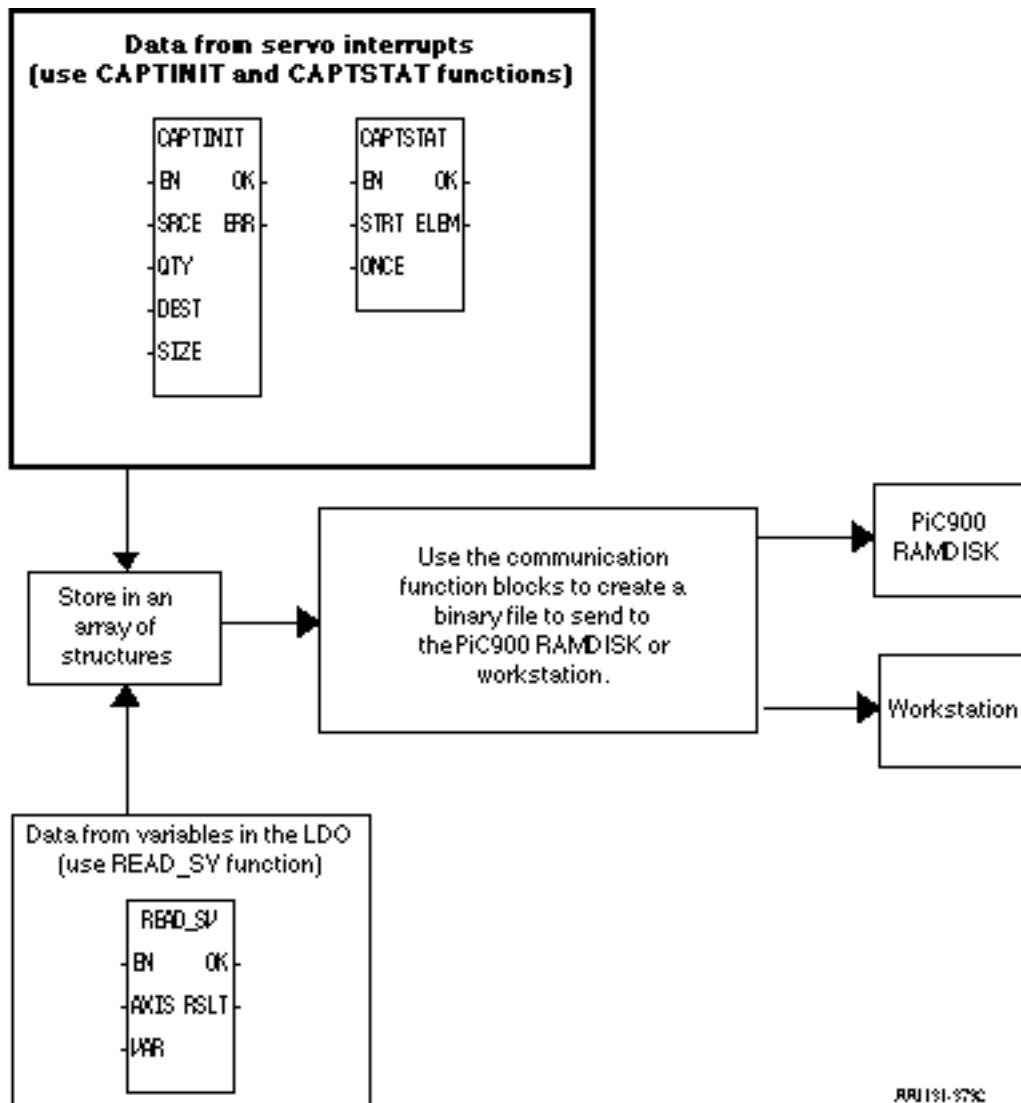 Data from servo interrupts
(use CAPTINIT and CAPTSTAT functions)
CAPTINIT
EN OK
SRCE ERR
QTY
DEST
SIZE
CAPTSTAT
EN OK
STRT ELEM
ONCE
Store in an
array of
structures
Use the communication
function blocks to create a
binary file to send to
the PiC900 RAMDISK or
workstation.
PiC900
RAMDISK
Workstation
Data from variables in the LDO
(use READ_SV function)
READ_SV
EN OK
AXIS RSLT
VAR